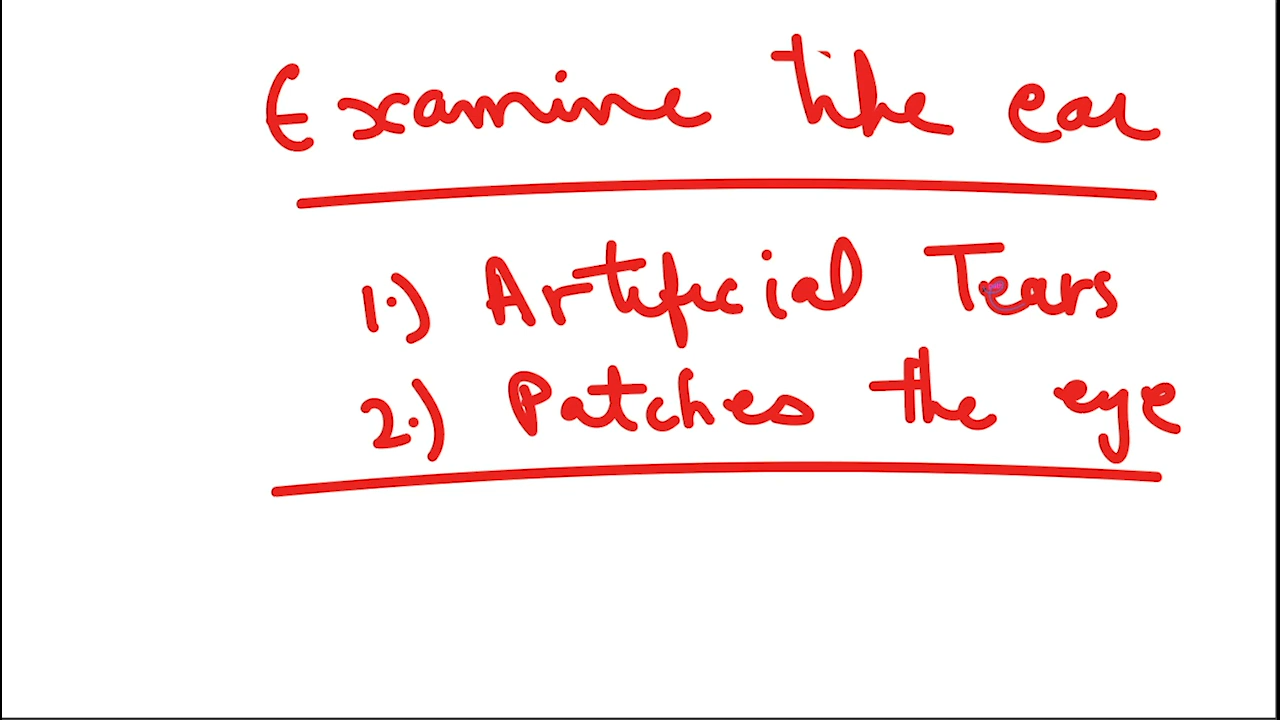 Examine the ear
1.) Artificial Tears
2.) Patches the eye